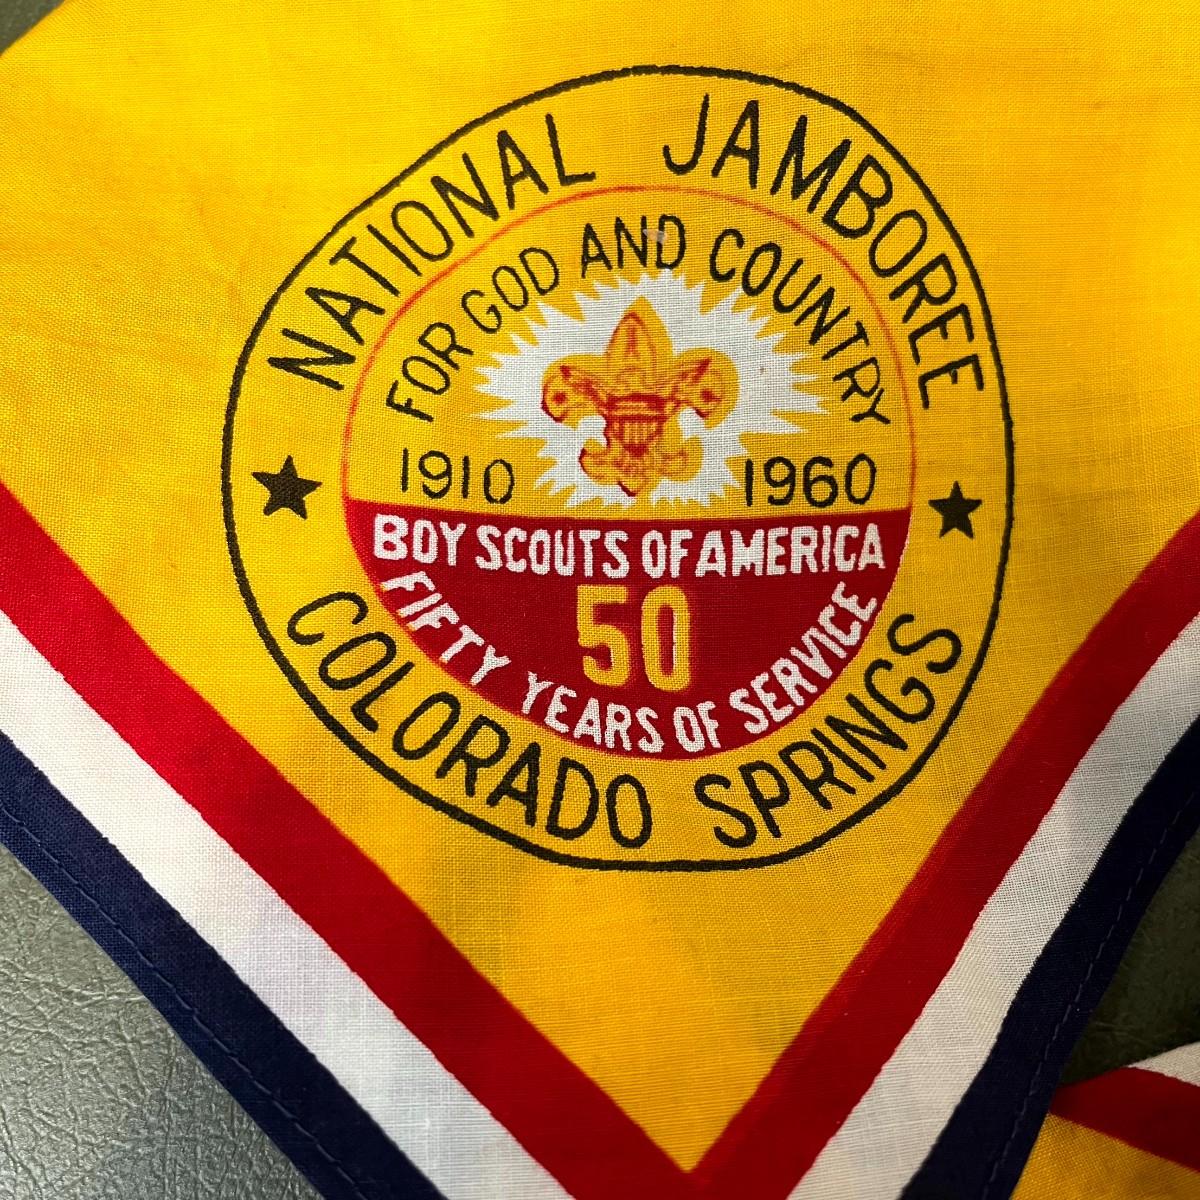 NATIONAL JAMBOREE
FOR GOD AND COUNTRY
1910 1960
BOY SCOUTS OF AMERICA
50
FIFTY YEARS OF SERVICE
COLORADO SPRINGS